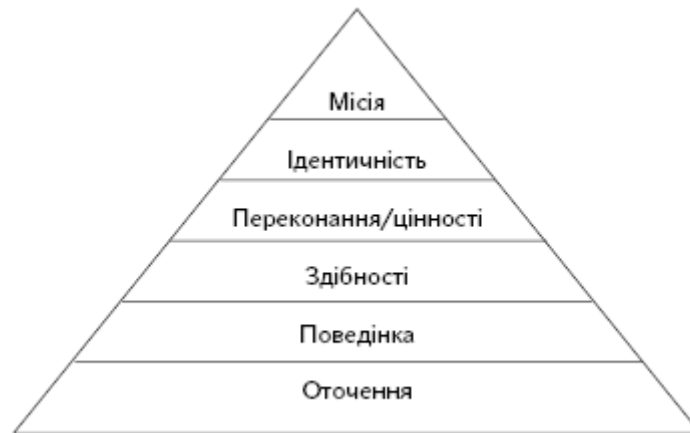 Місія
Ідентичність
Переконання/цінності
Здібності
Поведінка
Оточення